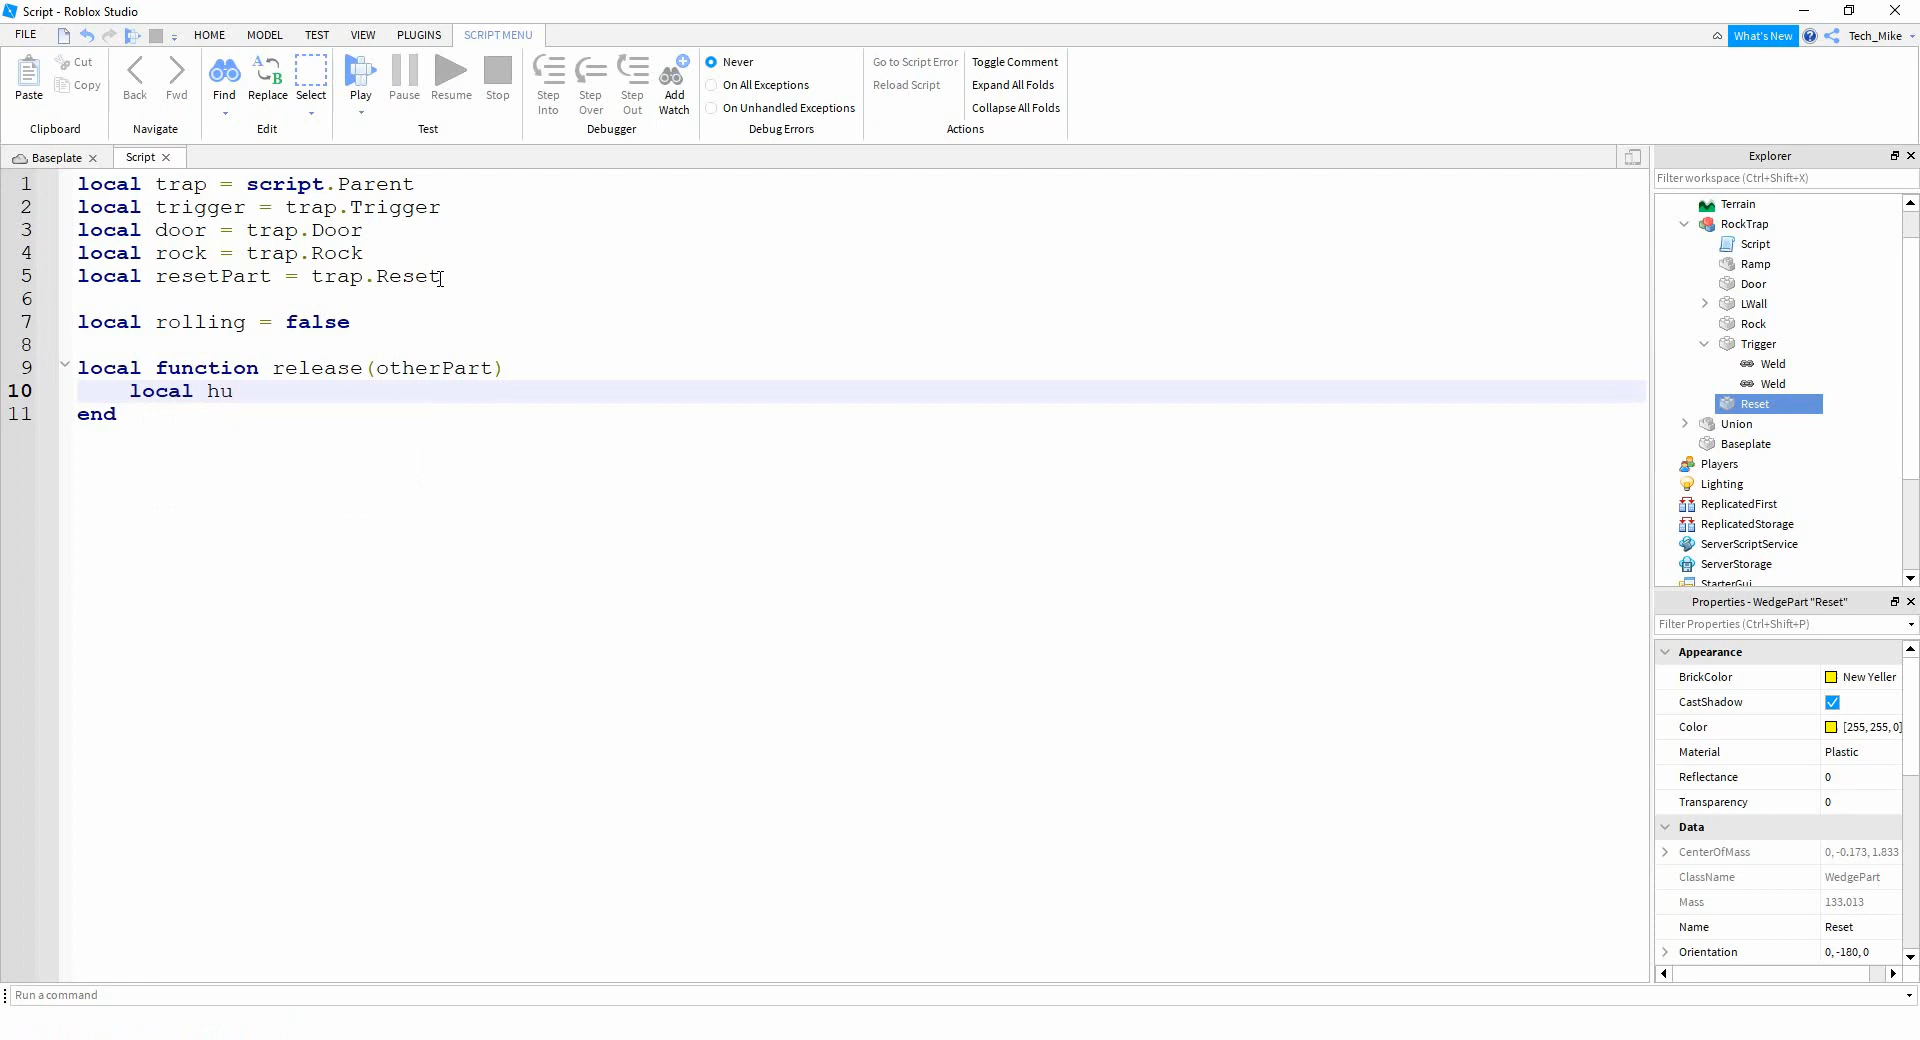 Script - Roblox Studio
FILE HOME MODEL TEST VIEW PLUGINS SCRIPT MENU What's New Tech_Mike
Paste Cut Copy
Clipboard
Back Fwd
Navigate
Find Replace Select
Edit
Play Pause Resume Stop
Test
Step Into Step Over Step Out Add Watch
Debugger
Never
On All Exceptions
On Unhandled Exceptions
Debug Errors
Go to Script Error Toggle Comment
Reload Script Expand All Folds
Collapse All Folds
Actions
Baseplate Script
1 local trap = script.Parent
2 local trigger = trap.Trigger
3 local door = trap.Door
4 local rock = trap.Rock
5 local resetPart = trap.Reset
6
7 local rolling = false
8
9 local function release(otherPart)
10 local hu
11 end
Run a command
Explorer
Filter workspace (Ctrl+Shift+X)
Terrain
RockTrap
Script
Ramp
Door
LWall
Rock
Trigger
Weld
Weld
Reset
Union
Baseplate
Players
Lighting
ReplicatedFirst
ReplicatedStorage
ServerScriptService
ServerStorage
StarterGui
Properties - WedgePart "Reset"
Filter Properties (Ctrl+Shift+P)
Appearance
BrickColor New Yeller
CastShadow
Color [255, 255, 0]
Material Plastic
Reflectance 0
Transparency 0
Data
CenterOfMass 0, -0.173, 1.833
ClassName WedgePart
Mass 133.013
Name Reset
Orientation 0, -180, 0